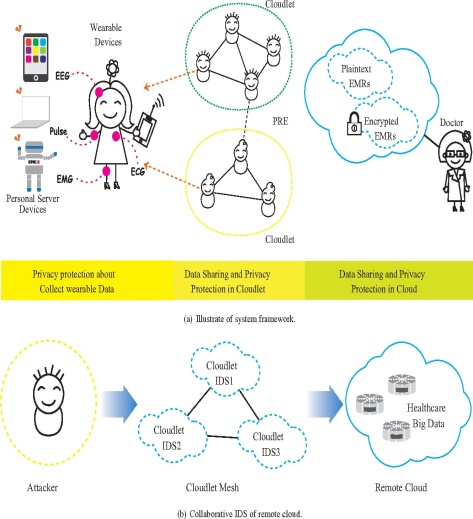 Cloudlet
Wearable
Devices
EEG
Plaintext
EMRs
PRE
Encrypted
EMRs
Doctor
Pulse
EMG
ECG
Personal Server
Devices
Cloudlet
Privacy protection about
Collect wearable Data
Data Sharing and Privacy
Protection in Cloudlet
Data Sharing and Privacy
Protection in Cloud
(a) Illustrate of system framework.
Cloudlet
IDS1
Cloudlet
IDS2
Cloudlet
IDS3
Healthcare
Big Data
Attacker
Cloudlet Mesh
Remote Cloud
(b) Collaborative IDS of remote cloud.